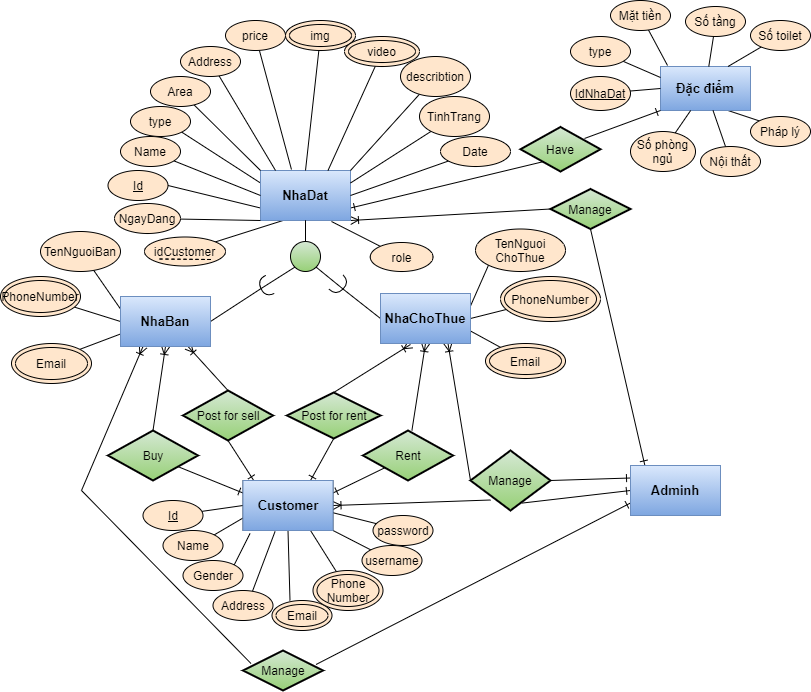 price
img
video
Address
describtion
Area
type
TinhTrang
Name
Date
Id
NhaDat
NgayDang
idCustomer
role
Mặt tiền
Số tầng
Số toilet
type
IdNhaDat
Đặc điểm
Pháp lý
Số phòng
ngủ
Nội thất
Have
Manage
TenNguoiBan
PhoneNumber
NhaBan
Email
TenNguoi
ChoThue
PhoneNumber
NhaChoThue
Email
Post for sell
Post for rent
Buy
Rent
Manage
Adminh
Customer
Id
Name
Gender
Address
Email
Phone
Number
username
password
Manage